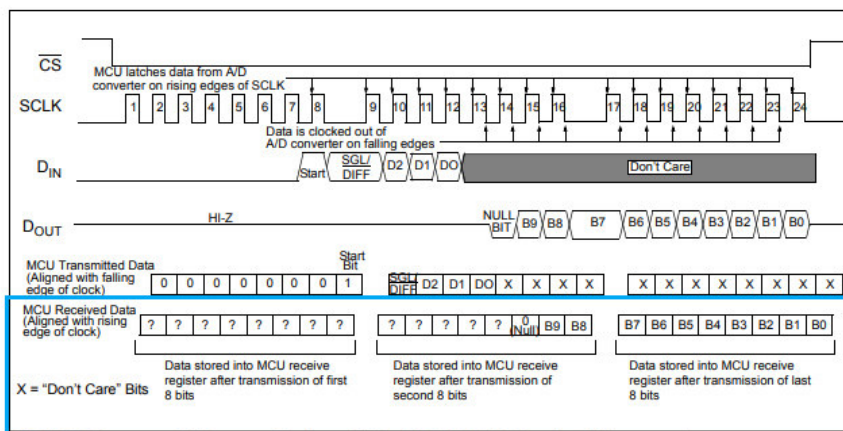 CS
MCU latches data from A/D
converter on rising edges of SCLK
SCLK
1 2 3 4 5 6 7 8 9 10 11 12 13 14 15 16 17 18 19 20 21 22 23 24
Data is clocked out of
A/D converter on falling edges
DIN
Start SGL/DIFF D2 D1 DO Don't Care
HI-Z
DOUT
NULL BIT B9 B8 B7 B6 B5 B4 B3 B2 B1 B0
MCU Transmitted Data
(Aligned with falling
edge of clock)
Start
Bit
0 0 0 0 0 0 0 1 SGL/DIFF D2 D1 DO X X X X X X X X X X X X
MCU Received Data
(Aligned with rising
edge of clock)
? ? ? ? ? ? ? ? ? ? ? ? ? 0 (Null) B9 B8 B7 B6 B5 B4 B3 B2 B1 B0
Data stored into MCU receive
register after transmission of first
8 bits
Data stored into MCU receive
register after transmission of
second 8 bits
Data stored into MCU receive
register after transmission of last
8 bits
X = "Don't Care" Bits